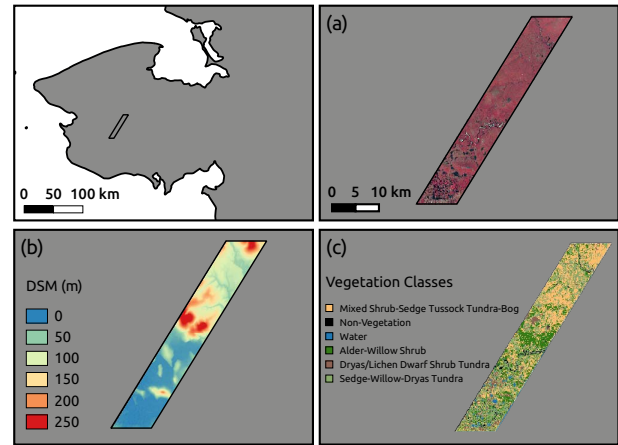 0 50 100 km
(a)
0 5 10 km
(b)
DSM (m)
0
50
100
150
200
250
(c)
Vegetation Classes
Mixed Shrub-Sedge Tussock Tundra-Bog
Non-Vegetation
Water
Alder-Willow Shrub
Dryas/Lichen Dwarf Shrub Tundra
Sedge-Willow-Dryas Tundra